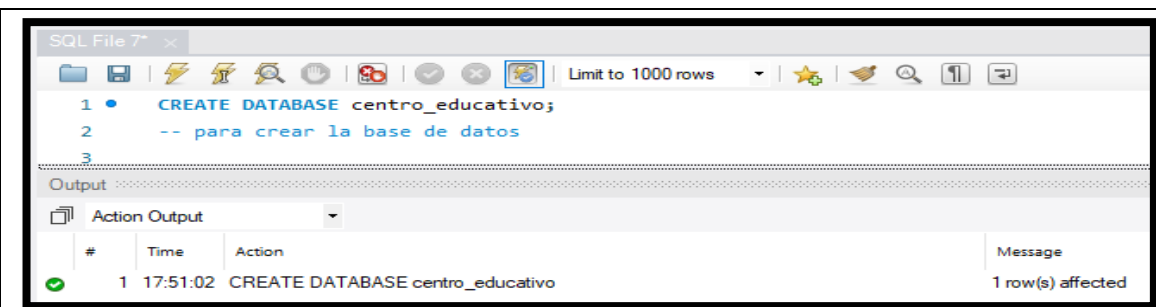 SQL File 7*
Limit to 1000 rows
1 CREATE DATABASE centro_educativo;
2 -- para crear la base de datos
3
Output
Action Output
# Time Action Message
1 17:51:02 CREATE DATABASE centro_educativo 1 row(s) affected